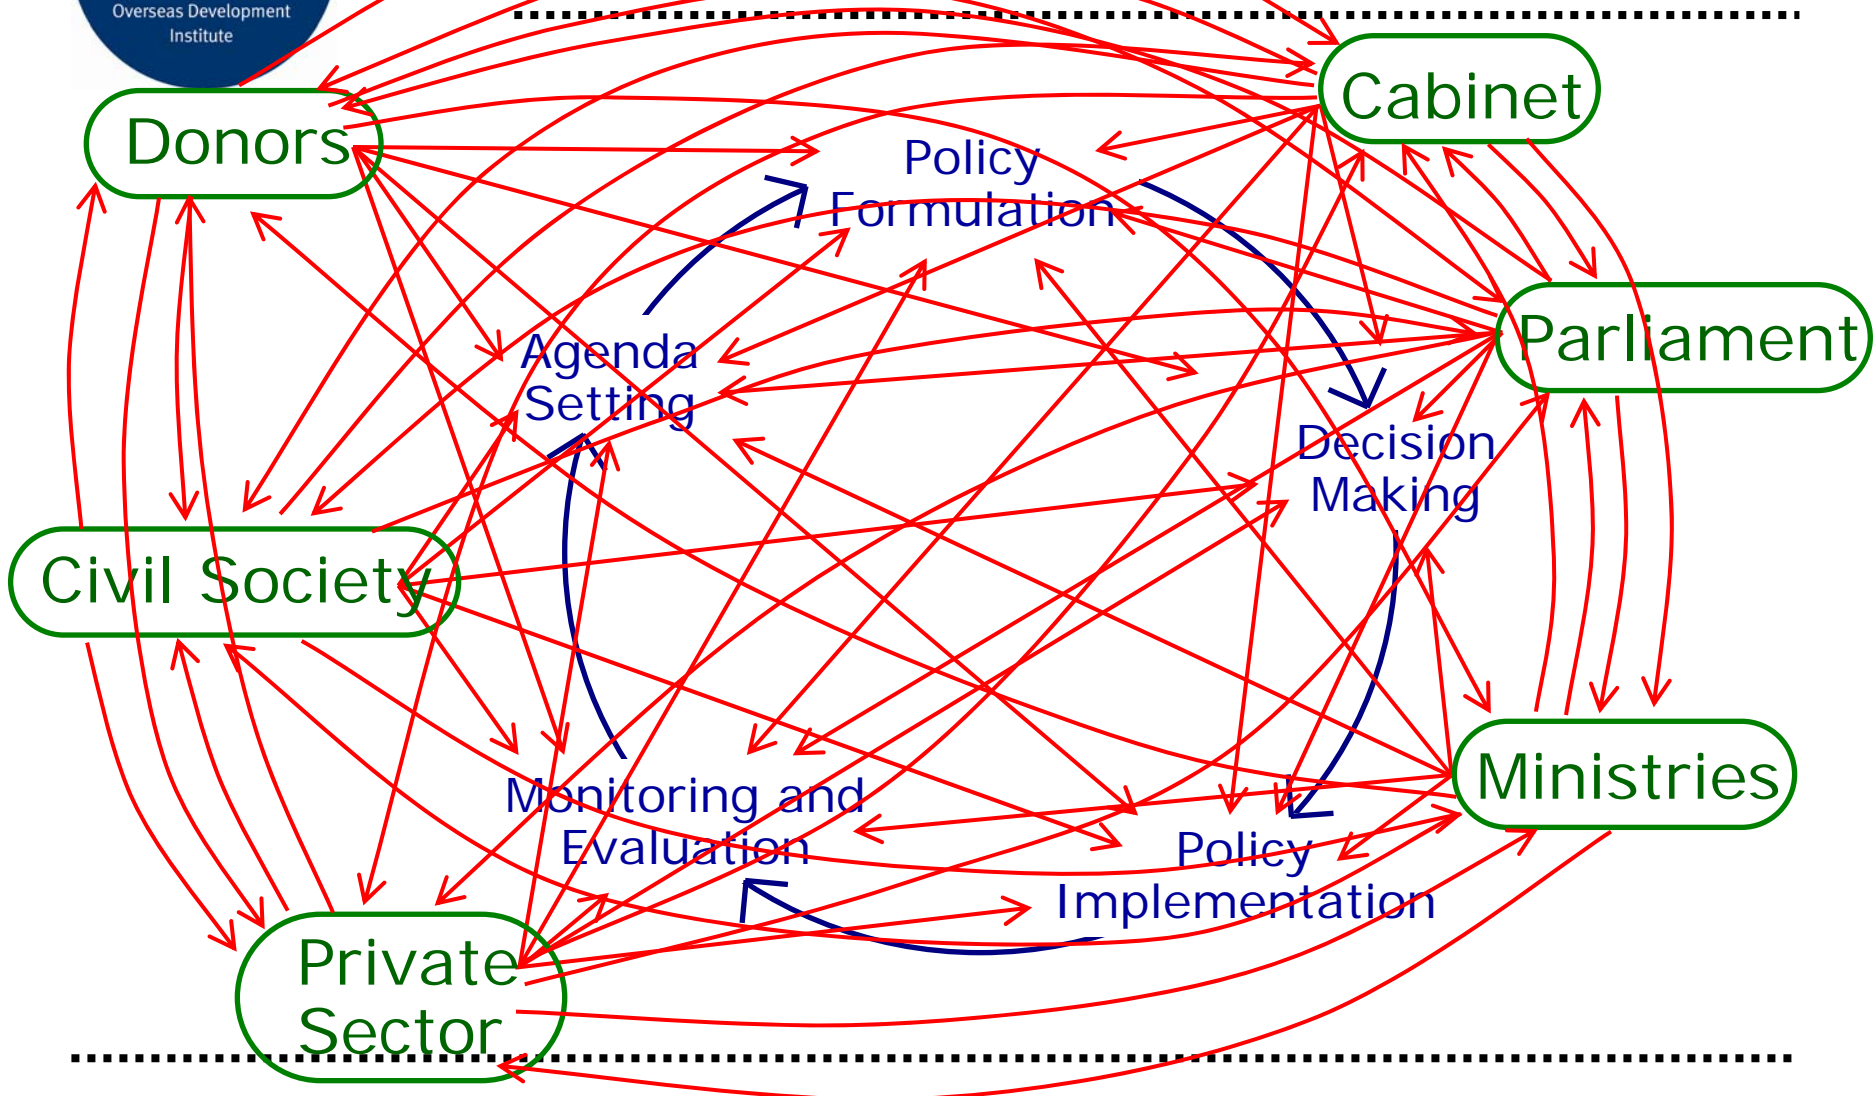 Overseas Development
Institute
Cabinet
Donors
Policy
Formulation
Parliament
Agenda
Setting
Decision
Making
Civil Society
Ministries
Monitoring and
Evaluation
Policy
Implementation
Private
Sector